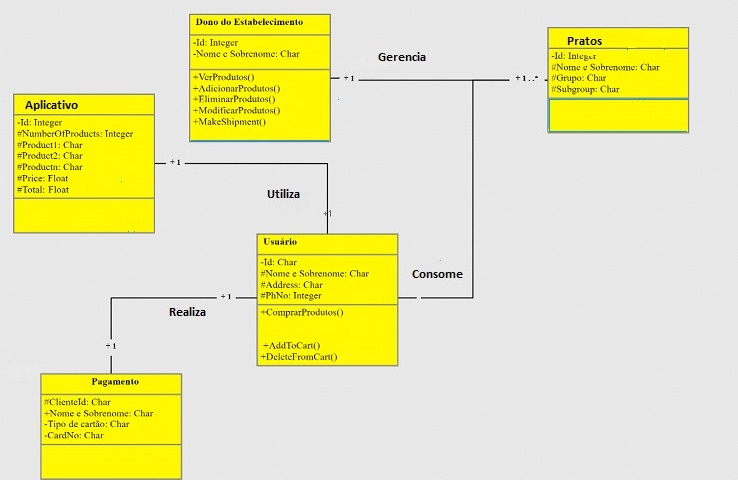 Dono do Estabelecimento
-Id: Integer
-Nome e Sobrenome: Char
+VerProdutos()
+AdicionarProdutos()
+EliminarProdutos()
+ModificarProdutos()
+MakeShipment()
Gerencia
+1
+1..*
Pratos
-Id: Integer
#Nome e Sobrenome: Char
#Grupo: Char
#Subgroup: Char
Aplicativo
-Id: Integer
#NumberOfProducts: Integer
#Product1: Char
#Product2: Char
#Productn: Char
#Price: Float
#Total: Float
+1
Utiliza
+1
Usuário
-Id: Char
#Nome e Sobrenome: Char
#Address: Char
#PhNo: Integer
+ComprarProdutos()
+AddToCart()
+DeleteFromCart()
Consome
+1
Realiza
+1
Pagamento
#ClienteId: Char
+Nome e Sobrenome: Char
-Tipo de cartão: Char
-CardNo: Char